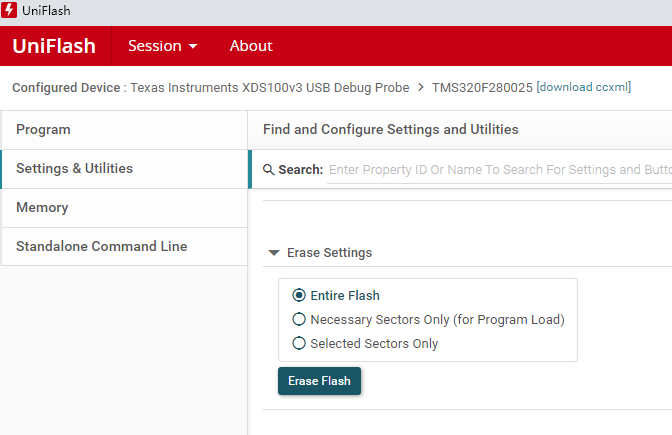 UniFlash
UniFlash Session About
Configured Device : Texas Instruments XDS100v3 USB Debug Probe > TMS320F280025 [download ccxml]
Program
Find and Configure Settings and Utilities
Settings & Utilities
Search: Enter Property ID Or Name To Search For Settings and Butto
Memory
Standalone Command Line
Erase Settings
Entire Flash
Necessary Sectors Only (for Program Load)
Selected Sectors Only
Erase Flash